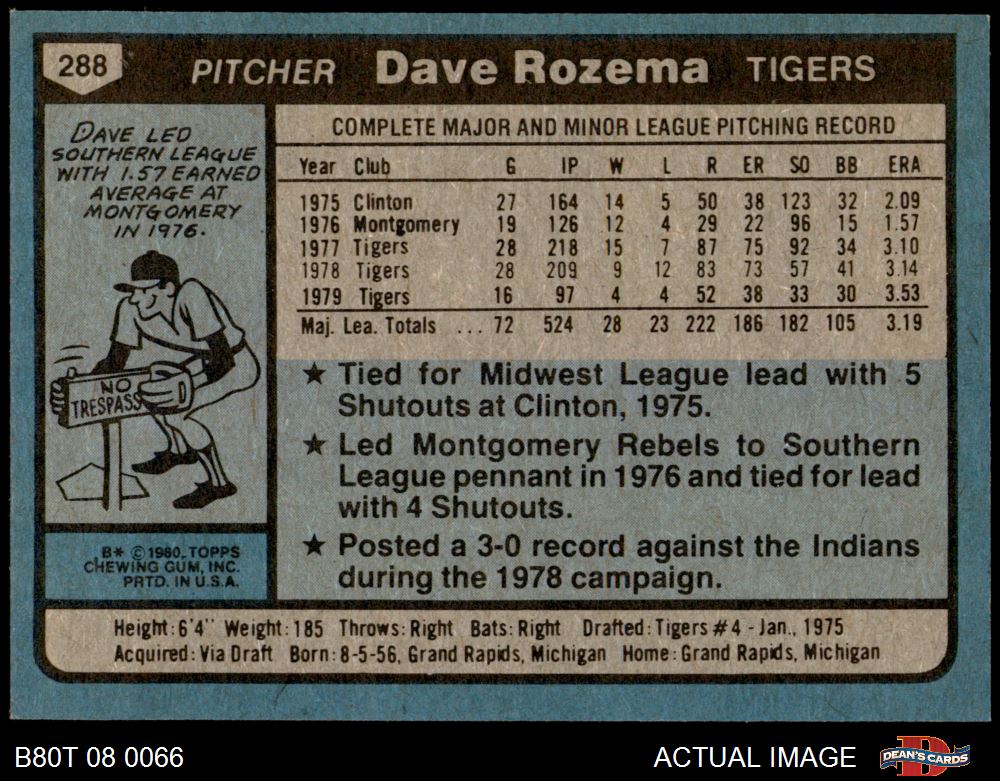 288 PITCHER Dave Rozema TIGERS
DAVE LED
SOUTHERN LEAGUE
WITH 1.57 EARNED
AVERAGE AT
MONTGOMERY
IN 1976.
NO
TRESPASS
B* © 1980, TOPPS
CHEWING GUM, INC.
PRTD. IN U.S.A.
COMPLETE MAJOR AND MINOR LEAGUE PITCHING RECORD
Year Club G IP W L R ER SO BB ERA
1975 Clinton 27 164 14 5 50 38 123 32 2.09
1976 Montgomery 19 126 12 4 29 22 96 15 1.57
1977 Tigers 28 218 15 7 87 75 92 34 3.10
1978 Tigers 28 209 9 12 83 73 57 41 3.14
1979 Tigers 16 97 4 4 52 38 33 30 3.53
Maj. Lea. Totals ... 72 524 28 23 222 186 182 105 3.19
★ Tied for Midwest League lead with 5
Shutouts at Clinton, 1975.
★ Led Montgomery Rebels to Southern
League pennant in 1976 and tied for lead
with 4 Shutouts.
★ Posted a 3-0 record against the Indians
during the 1978 campaign.
Height: 6'4" Weight: 185 Throws: Right Bats: Right Drafted: Tigers #4 - Jan., 1975
Acquired: Via Draft Born: 8-5-56, Grand Rapids, Michigan Home: Grand Rapids, Michigan
B80T 08 0066 ACTUAL IMAGE DEAN'S CARDS